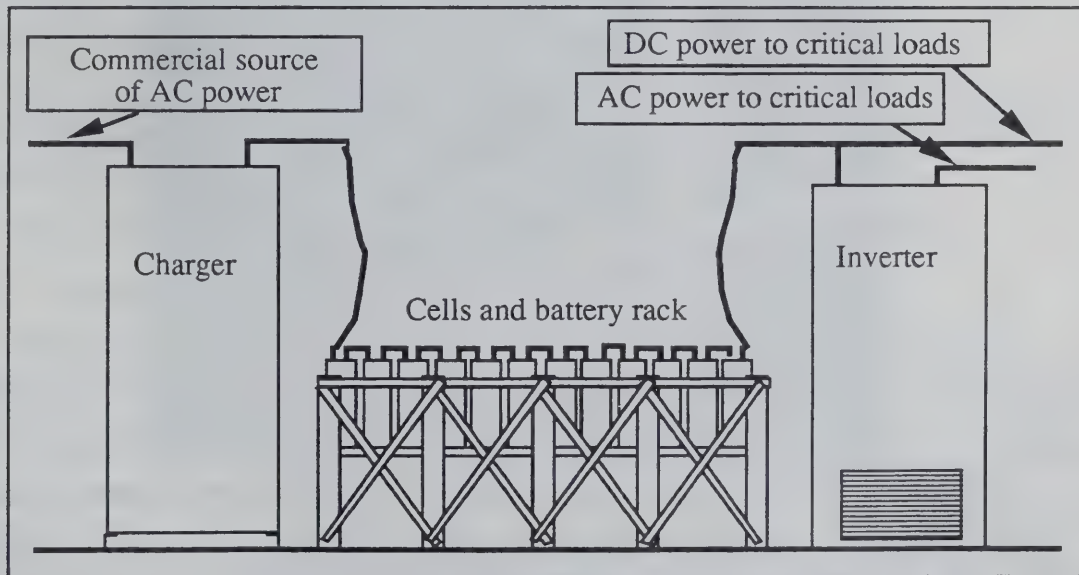 Commercial source
of AC power
DC power to critical loads
AC power to critical loads
Charger
Inverter
Cells and battery rack